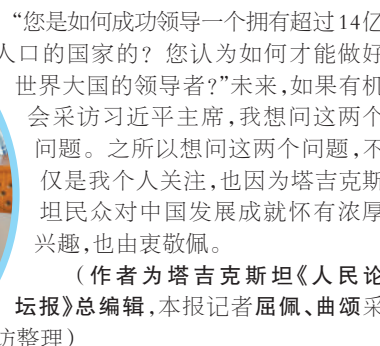 “您是如何成功领导一个拥有超过14亿
人口的国家的？您认为如何才能做好
世界大国的领导者？”未来，如果有机
会采访习近平主席，我想问这两个
问题。之所以想问这两个问题，不
仅是我个人关注，也因为塔吉克斯
坦民众对中国发展成就怀有浓厚
兴趣，也由衷敬佩。
（作者为塔吉克斯坦《人民论
坛报》总编辑，本报记者屈佩、曲颂采
访整理）